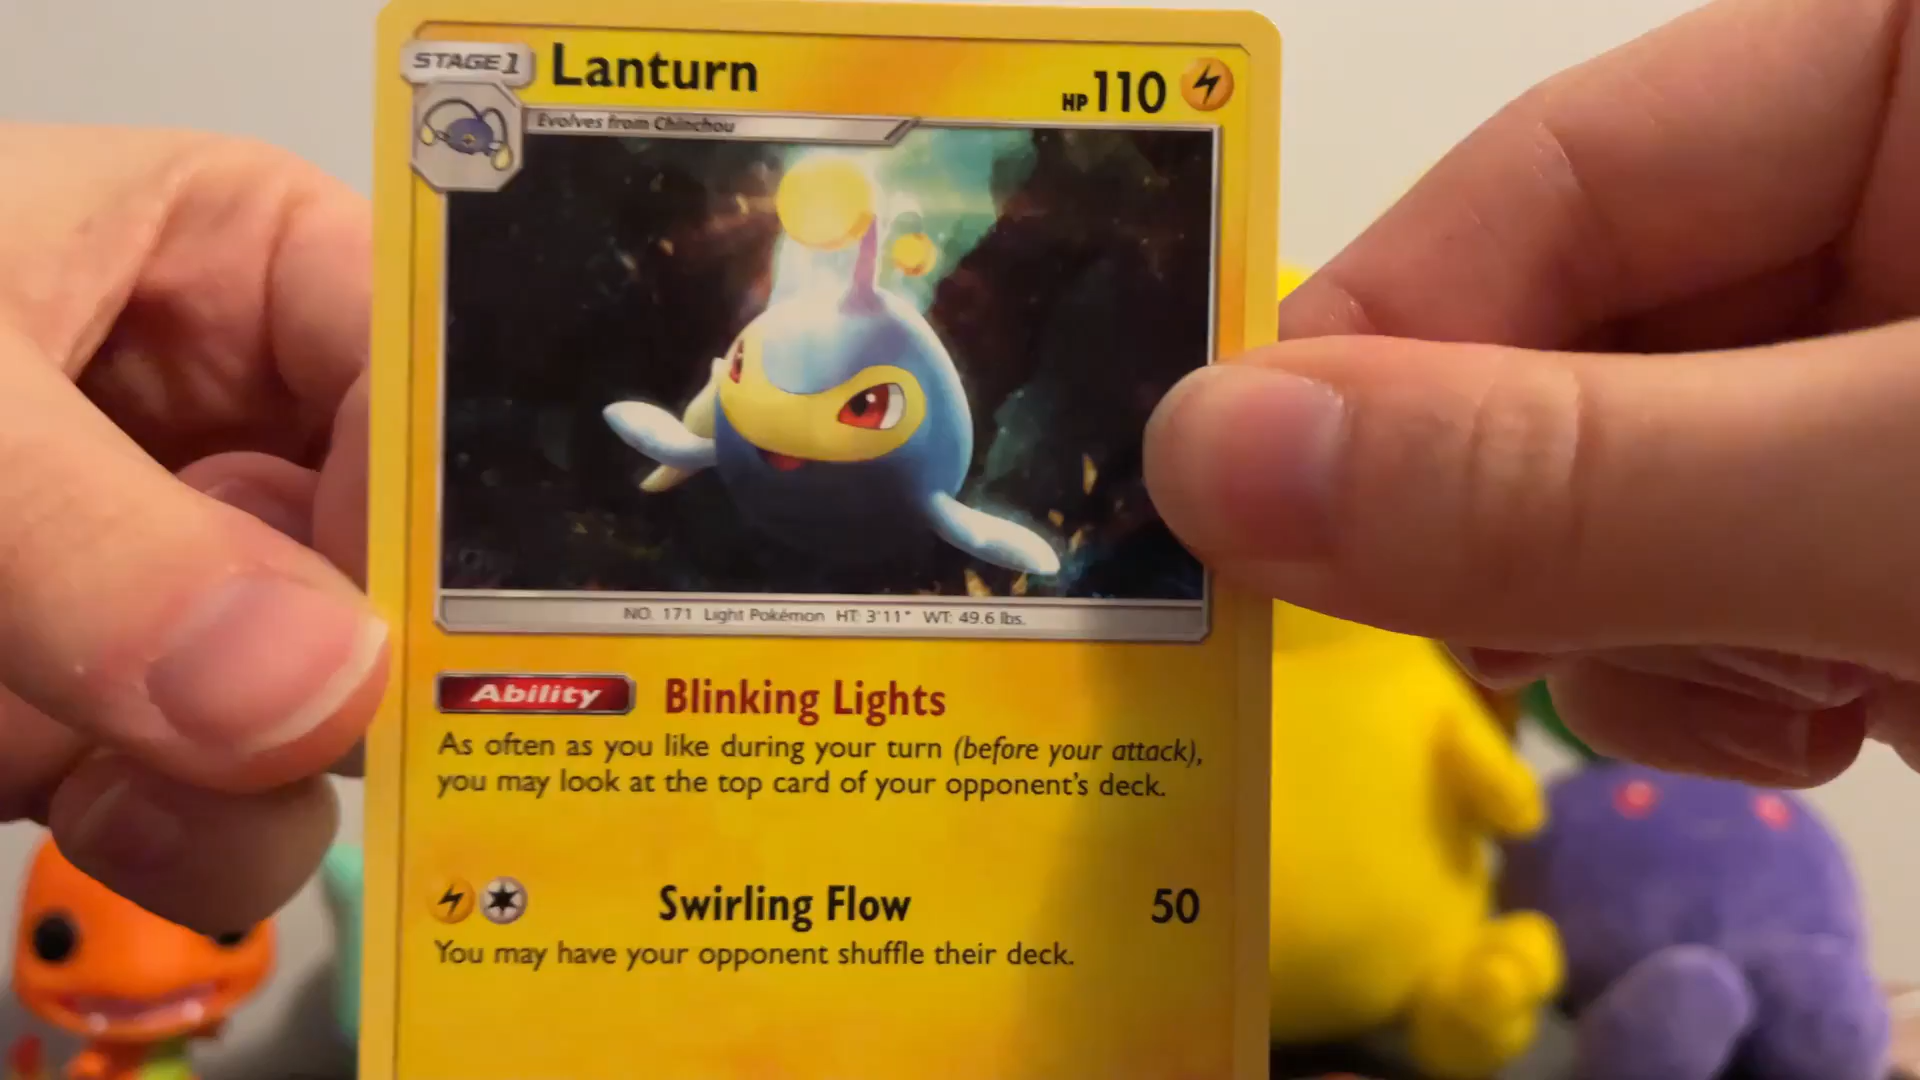 STAGE 1
Lanturn
HP 110
Evolves from Chinchou
NO. 171 Light Pokémon HT: 3'11" WT: 49.6 lbs.
Ability Blinking Lights
As often as you like during your turn (before your attack),
you may look at the top card of your opponent's deck.
Swirling Flow 50
You may have your opponent shuffle their deck.